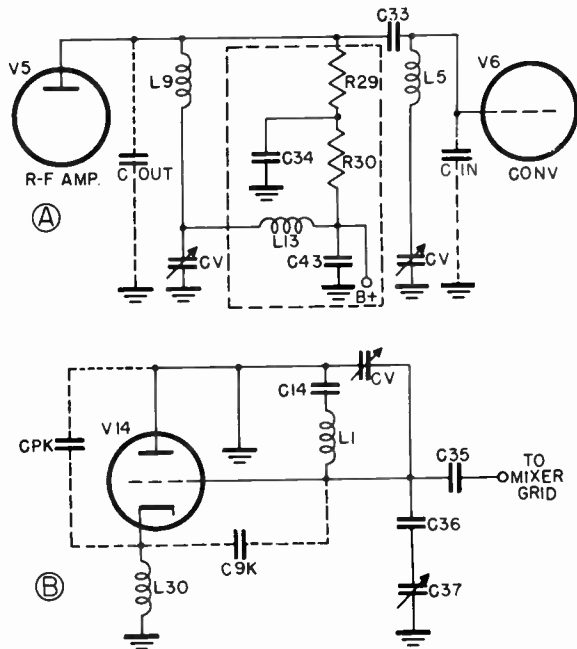 C33
V5
L9
R29
L5
V6
C34
R30
C OUT
C IN
R-F AMP.
CONV
A
L13
CV
C43
B+
CV
CPK
V14
C14
CV
L1
C35
TO
MIXER
GRID
C9K
C36
L30
C37
B